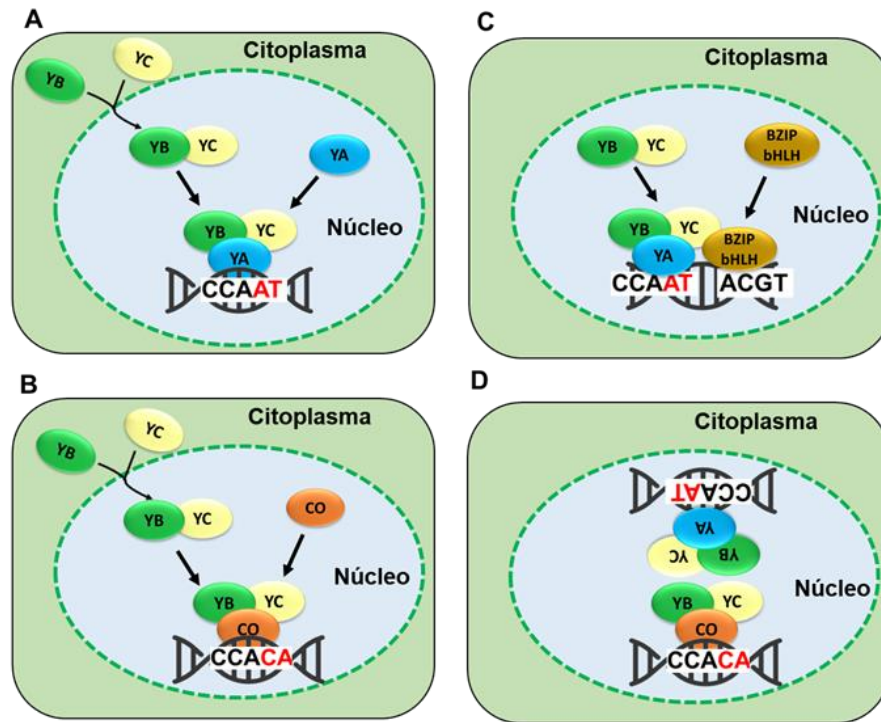 A
Citoplasma
YB
YC
YB
YC
YA
Núcleo
YB
YC
YA
CCAAT
B
Citoplasma
YB
YC
YB
YC
CO
Núcleo
YB
YC
CO
CCACA
C
Citoplasma
YB
YC
BZIP
bHLH
Núcleo
YB
YC
YA
BZIP
bHLH
CCAAT
ACGT
D
Citoplasma
CCAAT
YA
YC
YB
YB
YC
Núcleo
CO
CCACA